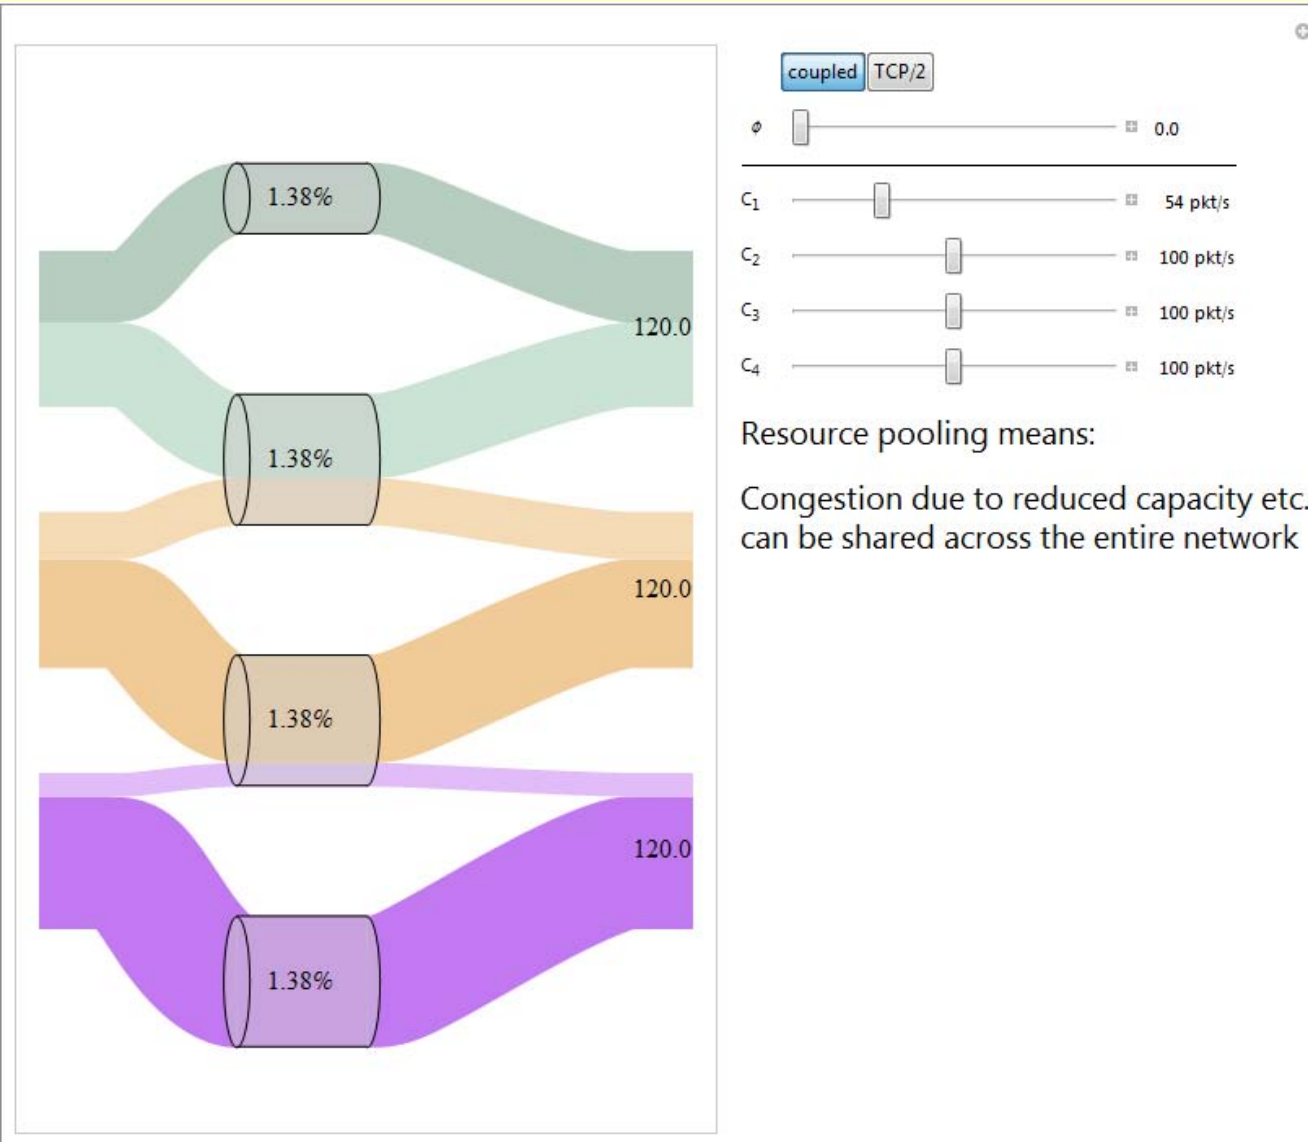 coupled TCP/2
ϕ 0.0
C1 54 pkt/s
C2 100 pkt/s
C3 100 pkt/s
C4 100 pkt/s
Resource pooling means:
Congestion due to reduced capacity etc.
can be shared across the entire network
1.38%
120.0
1.38%
120.0
1.38%
120.0
1.38%